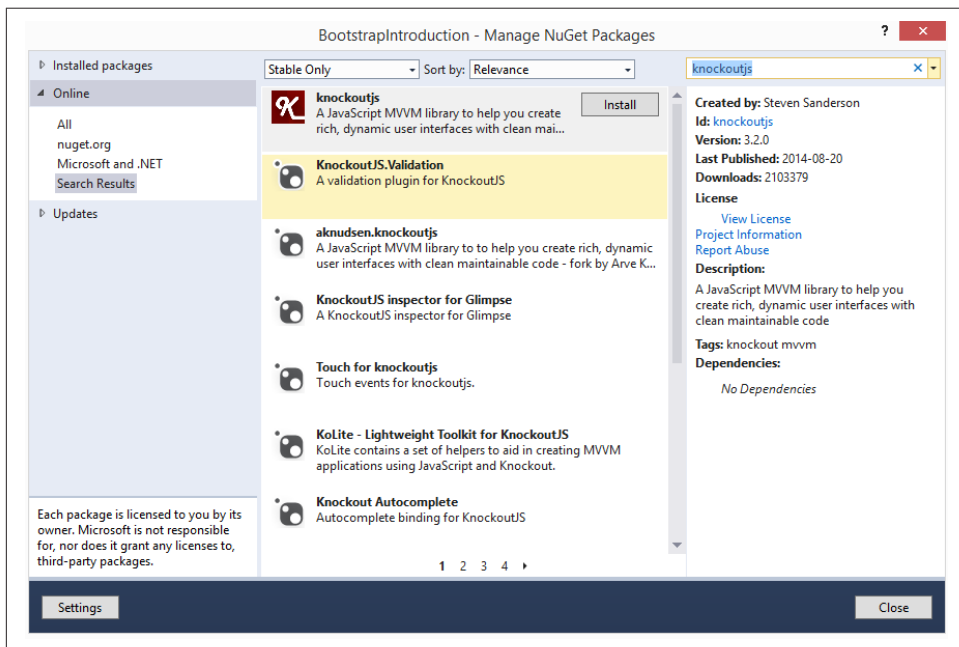 BootstrapIntroduction - Manage NuGet Packages
?
Installed packages
Online
All
nuget.org
Microsoft and .NET
Search Results
Updates
Each package is licensed to you by its
owner. Microsoft is not responsible
for, nor does it grant any licenses to,
third-party packages.
Stable Only
Sort by: Relevance
knockoutjs
Install
A JavaScript MVVM library to help you create
rich, dynamic user interfaces with clean mai...
KnockoutJS.Validation
A validation plugin for KnockoutJS
aknudsen.knockoutjs
A JavaScript MVVM library to to help you create rich, dynamic
user interfaces with clean maintainable code - fork by Arve K...
KnockoutJS inspector for Glimpse
A KnockoutJS inspector for Glimpse
Touch for knockoutjs
Touch events for knockoutjs.
KoLite - Lightweight Toolkit for KnockoutJS
KoLite contains a set of helpers to aid in creating MVVM
applications using JavaScript and Knockout.
Knockout Autocomplete
Autocomplete binding for KnockoutJS
1 2 3 4
knockoutjs
Created by: Steven Sanderson
Id: knockoutjs
Version: 3.2.0
Last Published: 2014-08-20
Downloads: 2103379
License
View License
Project Information
Report Abuse
Description:
A JavaScript MVVM library to help you
create rich, dynamic user interfaces with
clean maintainable code
Tags: knockout mvvm
Dependencies:
No Dependencies
Settings
Close